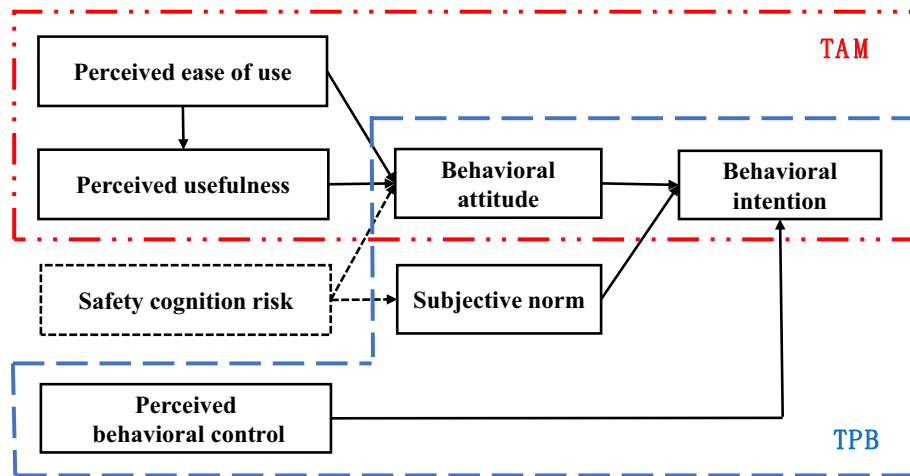 TAM
Perceived ease of use
Perceived usefulness
Behavioral
attitude
Behavioral
intention
Safety cognition risk
Subjective norm
Perceived
behavioral control
TPB